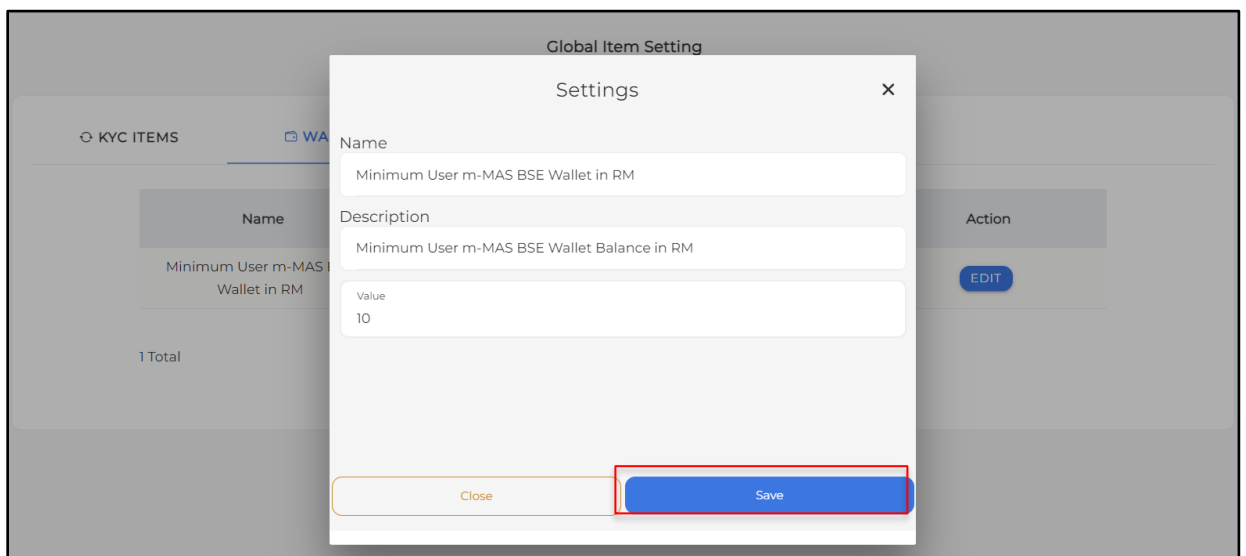 Global Item Setting
Settings
KYC ITEMS
WA
Name
Minimum User m-MAS BSE Wallet in RM
Description
Minimum User m-MAS BSE Wallet Balance in RM
Value
10
Name
Action
Minimum User m-MAS
Wallet in RM
EDIT
1 Total
Close
Save